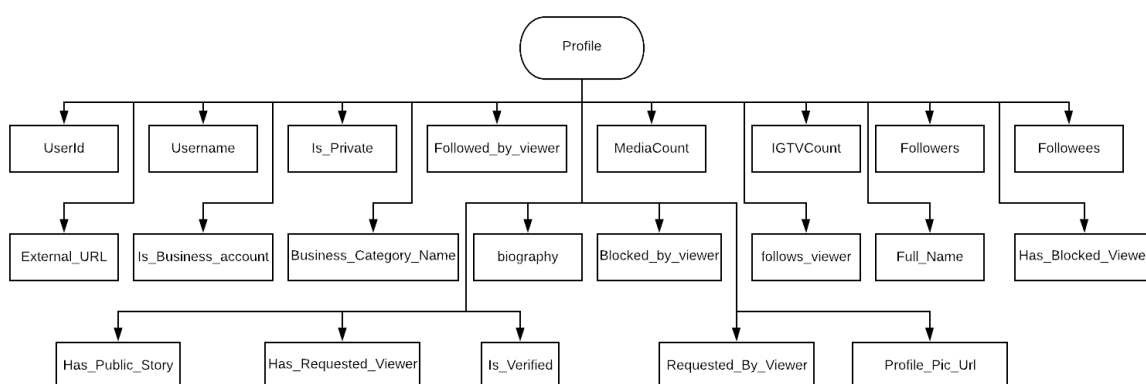 Profile
UserId
Username
Is_Private
Followed_by_viewer
MediaCount
IGTVCount
Followers
Followees
External_URL
Is_Business_account
Business_Category_Name
biography
Blocked_by_viewer
follows_viewer
Full_Name
Has_Blocked_Viewe
Has_Public_Story
Has_Requested_Viewer
Is_Verified
Requested_By_Viewer
Profile_Pic_Url